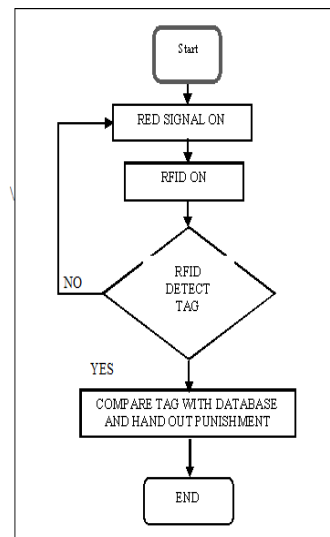 Start
RED SIGNAL ON
RFID ON
RFID
DETECT
TAG
NO
YES
COMPARE TAG WITH DATABASE
AND HAND OUT PUNISHMENT
END